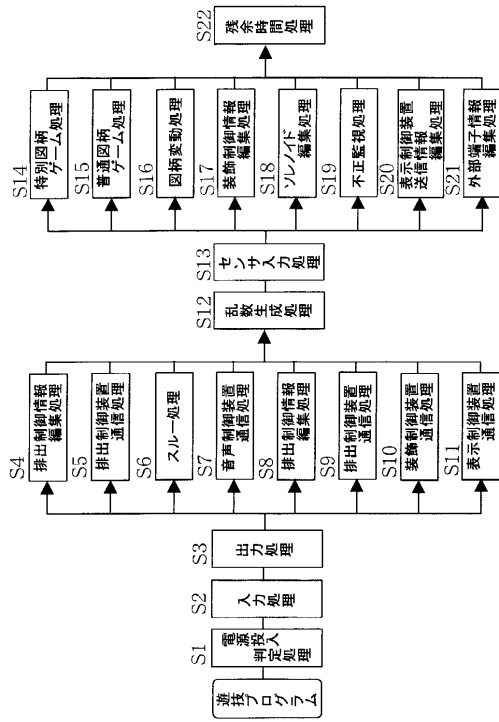 遊技プログラム
S1
電源投入
判定処理
S2
入力処理
S3
出力処理
S4
排出制御情報
編集処理
S5
排出制御装置
通信処理
S6
スルー処理
S7
音声制御装置
通信処理
S8
排出制御情報
編集処理
S9
排出制御装置
通信処理
S10
装飾制御装置
通信処理
S11
表示制御装置
通信処理
S12
乱数生成処理
S13
センサ入力処理
S14
特別図柄
ゲーム処理
S15
普通図柄
ゲーム処理
S16
図柄変動処理
S17
装飾制御情報
編集処理
S18
ソレノイド
編集処理
S19
不正監視処理
S20
表示制御装置
送信情報
編集処理
S21
外部端子情報
編集処理
S22
残余時間
処理